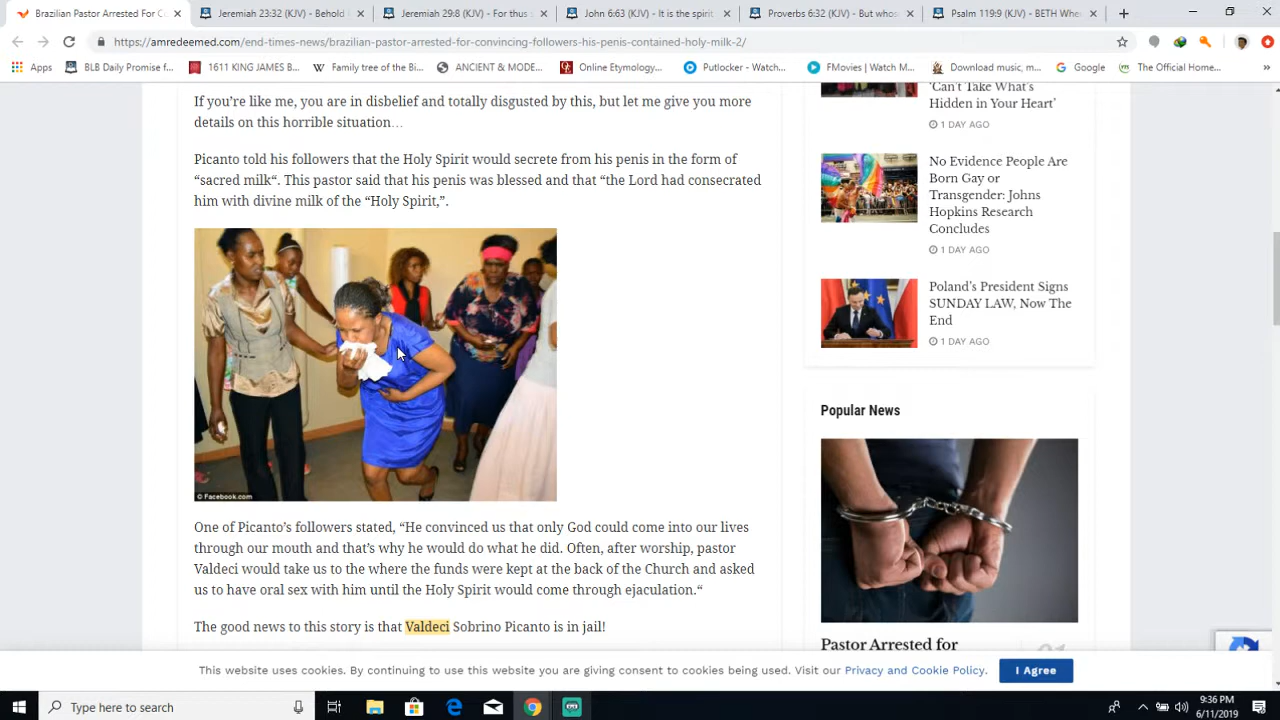 Brazilian Pastor Arrested For Co
Jeremiah 23:32 (KJV) - Behold I
Jeremiah 29:8 (KJV) - For thus s
John 6:63 (KJV) - It is the spirit
Proverbs 6:32 (KJV) - But whos
Psalm 119:9 (KJV) - BETH Whe
https://amredeemed.com/end-times-news/brazilian-pastor-arrested-for-convincing-followers-his-penis-contained-holy-milk-2/
Apps
BLB Daily Promise f...
1611 KING JAMES B...
Family tree of the Bi...
ANCIENT & MODE...
Online Etymology...
Putlocker - Watch...
FMovies | Watch M...
Download music, m...
Google
The Official Home...
»
If you're like me, you are in disbelief and totally disgusted by this, but let me give you more
details on this horrible situation…
Picanto told his followers that the Holy Spirit would secrete from his penis in the form of
“sacred milk“. This pastor said that his penis was blessed and that “the Lord had consecrated
him with divine milk of the “Holy Spirit,”.
© Facebook.com
One of Picanto’s followers stated, “He convinced us that only God could come into our lives
through our mouth and that’s why he would do what he did. Often, after worship, pastor
Valdeci would take us to the where the funds were kept at the back of the Church and asked
us to have oral sex with him until the Holy Spirit would come through ejaculation.“
The good news to this story is that Valdeci Sobrino Picanto is in jail!
‘Can’t Take What’s
Hidden in Your Heart’
1 DAY AGO
No Evidence People Are
Born Gay or
Transgender: Johns
Hopkins Research
Concludes
1 DAY AGO
Poland’s President Signs
SUNDAY LAW, Now The
End
1 DAY AGO
Popular News
Pastor Arrested for
This website uses cookies. By continuing to use this website you are giving consent to cookies being used. Visit our Privacy and Cookie Policy.
I Agree
Type here to search
9:36 PM
6/11/2019